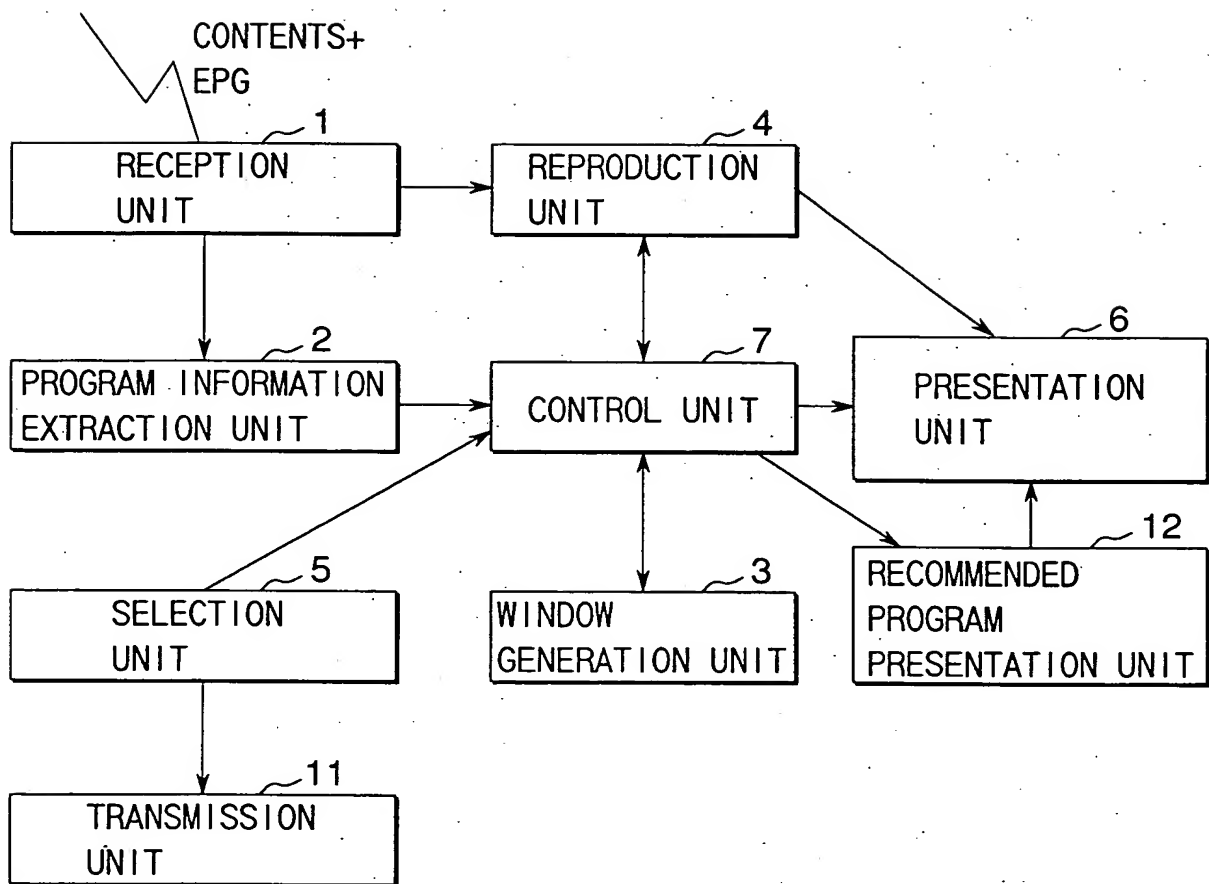 CONTENTS+
EPG
1
RECEPTION
UNIT
4
REPRODUCTION
UNIT
2
PROGRAM INFORMATION
EXTRACTION UNIT
7
CONTROL UNIT
6
PRESENTATION
UNIT
5
SELECTION
UNIT
3
WINDOW
GENERATION UNIT
12
RECOMMENDED
PROGRAM
PRESENTATION UNIT
11
TRANSMISSION
UNIT